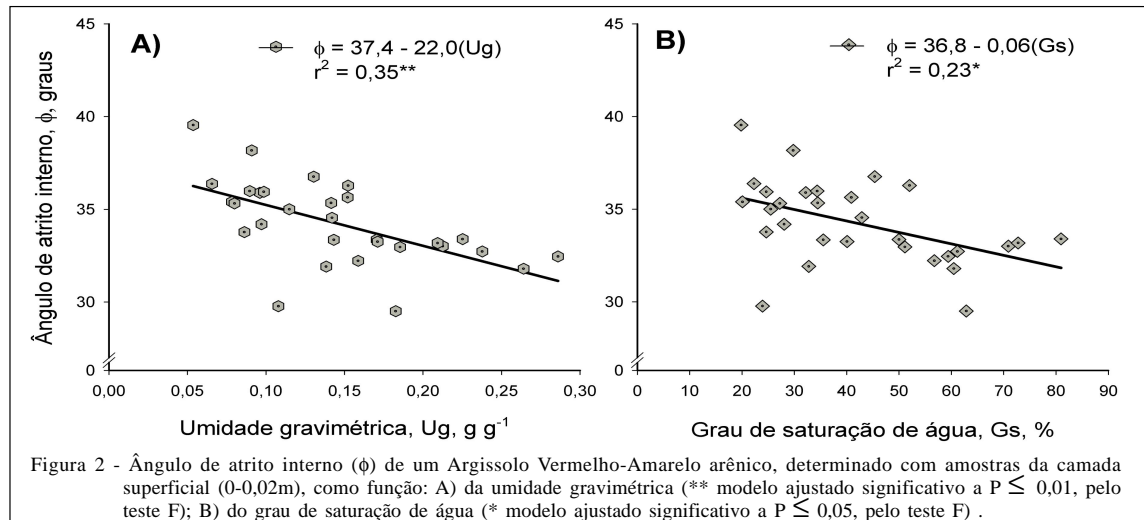 A)
ϕ = 37,4 - 22,0(Ug)
r² = 0,35**
Ângulo de atrito interno, ϕ, graus
45
40
35
30
0
0,00 0,05 0,10 0,15 0,20 0,25 0,30
Umidade gravimétrica, Ug, g g⁻¹
B)
ϕ = 36,8 - 0,06(Gs)
r² = 0,23*
45
40
35
30
0
0 10 20 30 40 50 60 70 80 90
Grau de saturação de água, Gs, %
Figura 2 - Ângulo de atrito interno (ϕ) de um Argissolo Vermelho-Amarelo arênico, determinado com amostras da camada
superficial (0-0,02m), como função: A) da umidade gravimétrica (** modelo ajustado significativo a P ≤ 0,01, pelo
teste F); B) do grau de saturação de água (* modelo ajustado significativo a P ≤ 0,05, pelo teste F) .